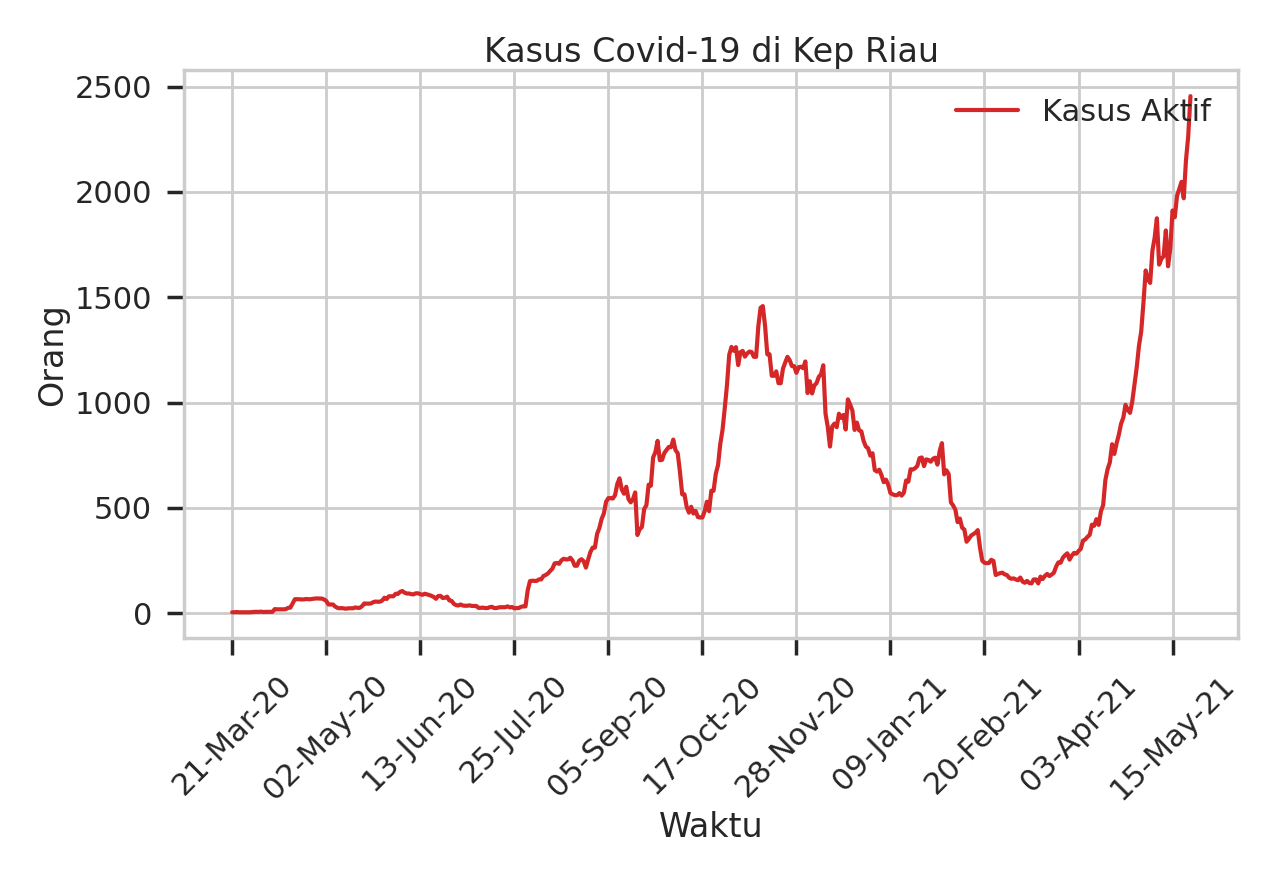 Kasus Covid-19 di Kep Riau
Kasus Aktif
2500
2000
1500
1000
500
0
Orang
21-Mar-20
02-May-20
13-Jun-20
25-Jul-20
05-Sep-20
17-Oct-20
28-Nov-20
09-Jan-21
20-Feb-21
03-Apr-21
15-May-21
Waktu